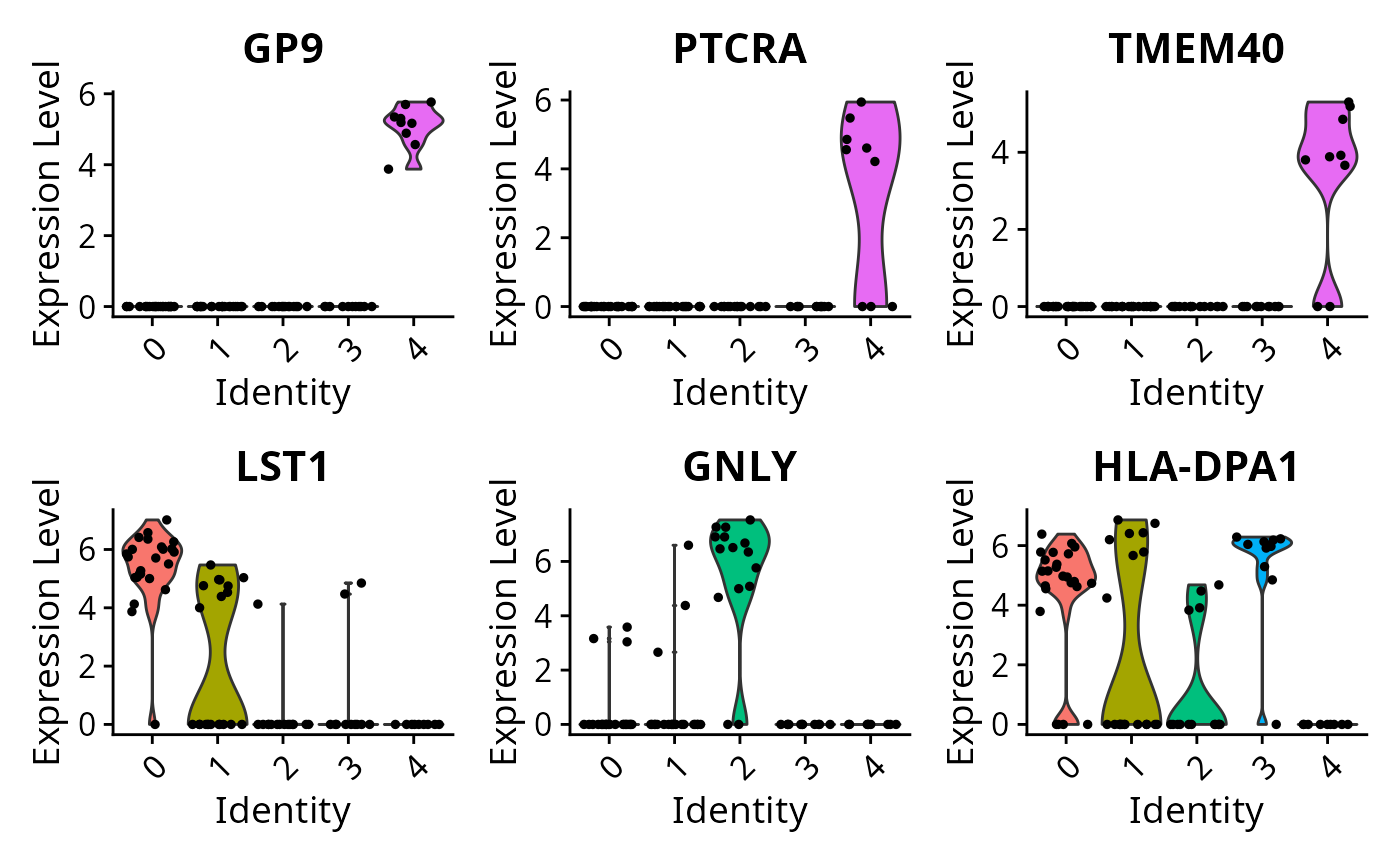 GP9 PTCRA TMEM40
Expression Level Expression Level Expression Level
6 6
4 4 4
2 2 2
0 0 0
0 1 2 3 4 0 1 2 3 4 0 1 2 3 4
Identity Identity Identity
LST1 GNLY HLA-DPA1
Expression Level Expression Level Expression Level
6 6 6
4 4 4
2 2 2
0 0 0
0 1 2 3 4 0 1 2 3 4 0 1 2 3 4
Identity Identity Identity